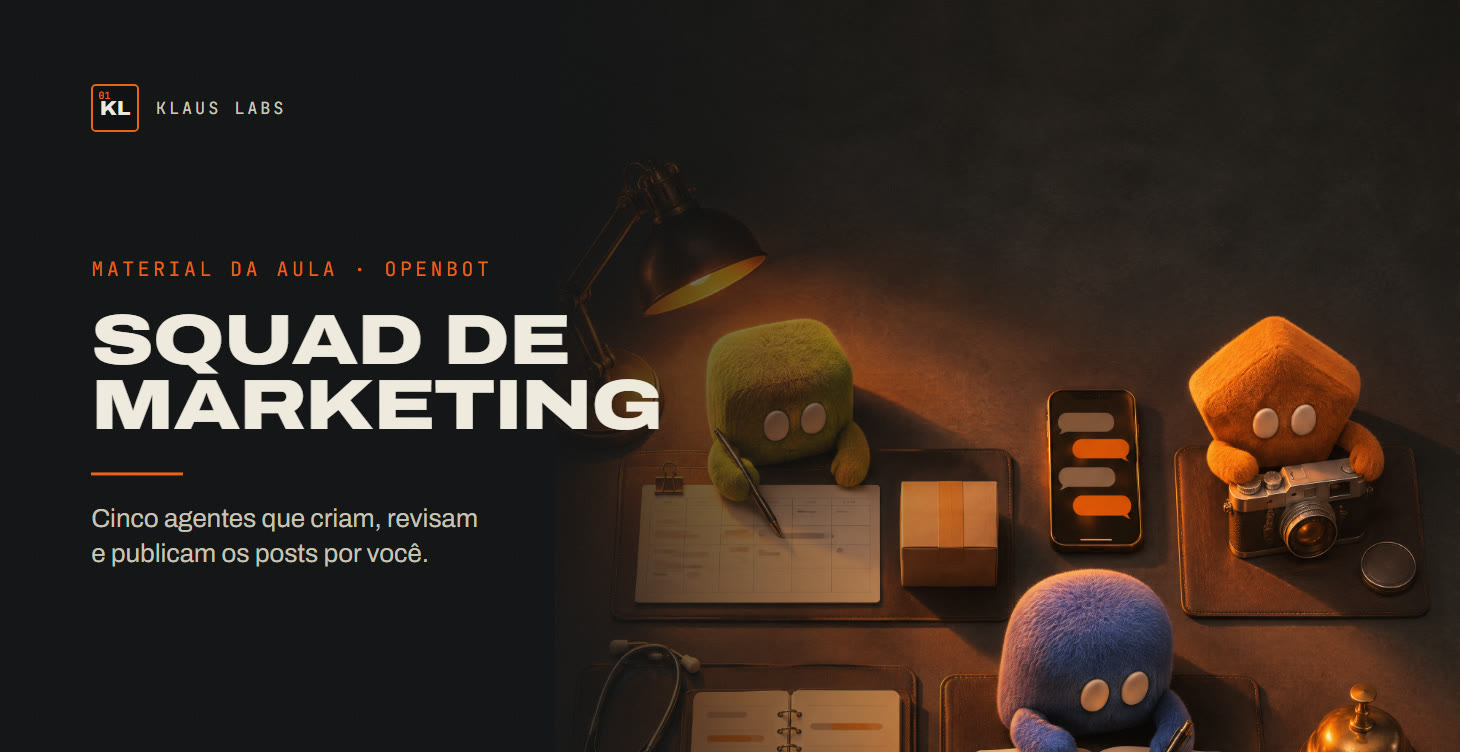 01
KL
KLAUS LABS
MATERIAL DA AULA · OPENBOT
SQUAD DE
MARKETING
Cinco agentes que criam, revisam
e publicam os posts por você.